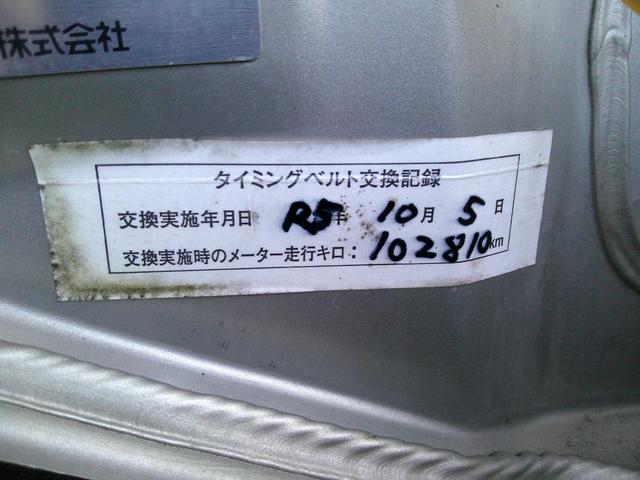 株式会社
タイミングベルト交換記録
交換実施年月日 R5年 10月 5日
交換実施時のメーター走行キロ：102810km